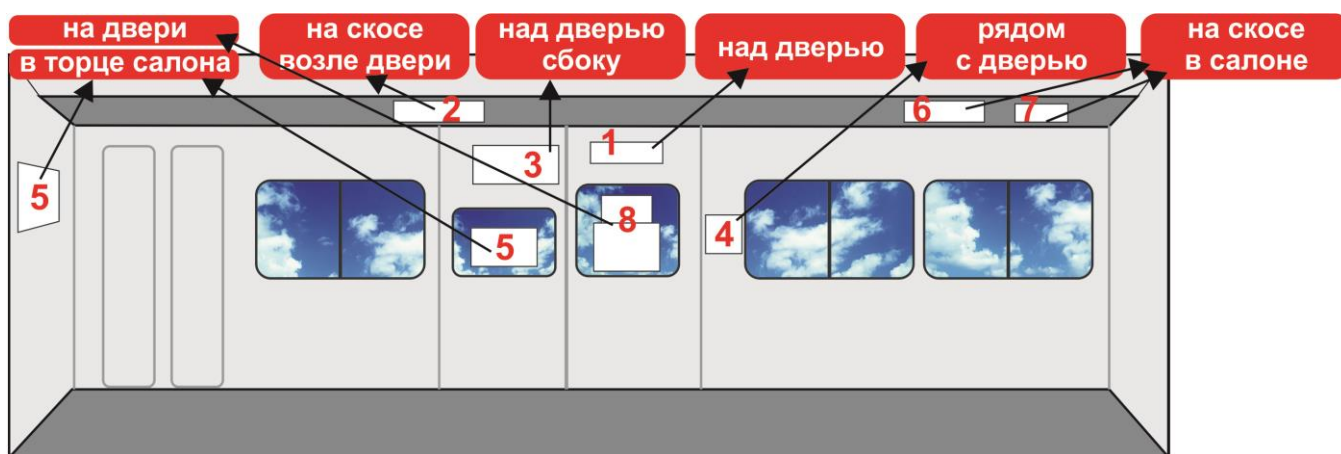 на двери
в торце салона
на скосе
возле двери
над дверью
сбоку
над дверью
рядом
с дверью
на скосе
в салоне
2
6
7
1
3
5
8
5
4